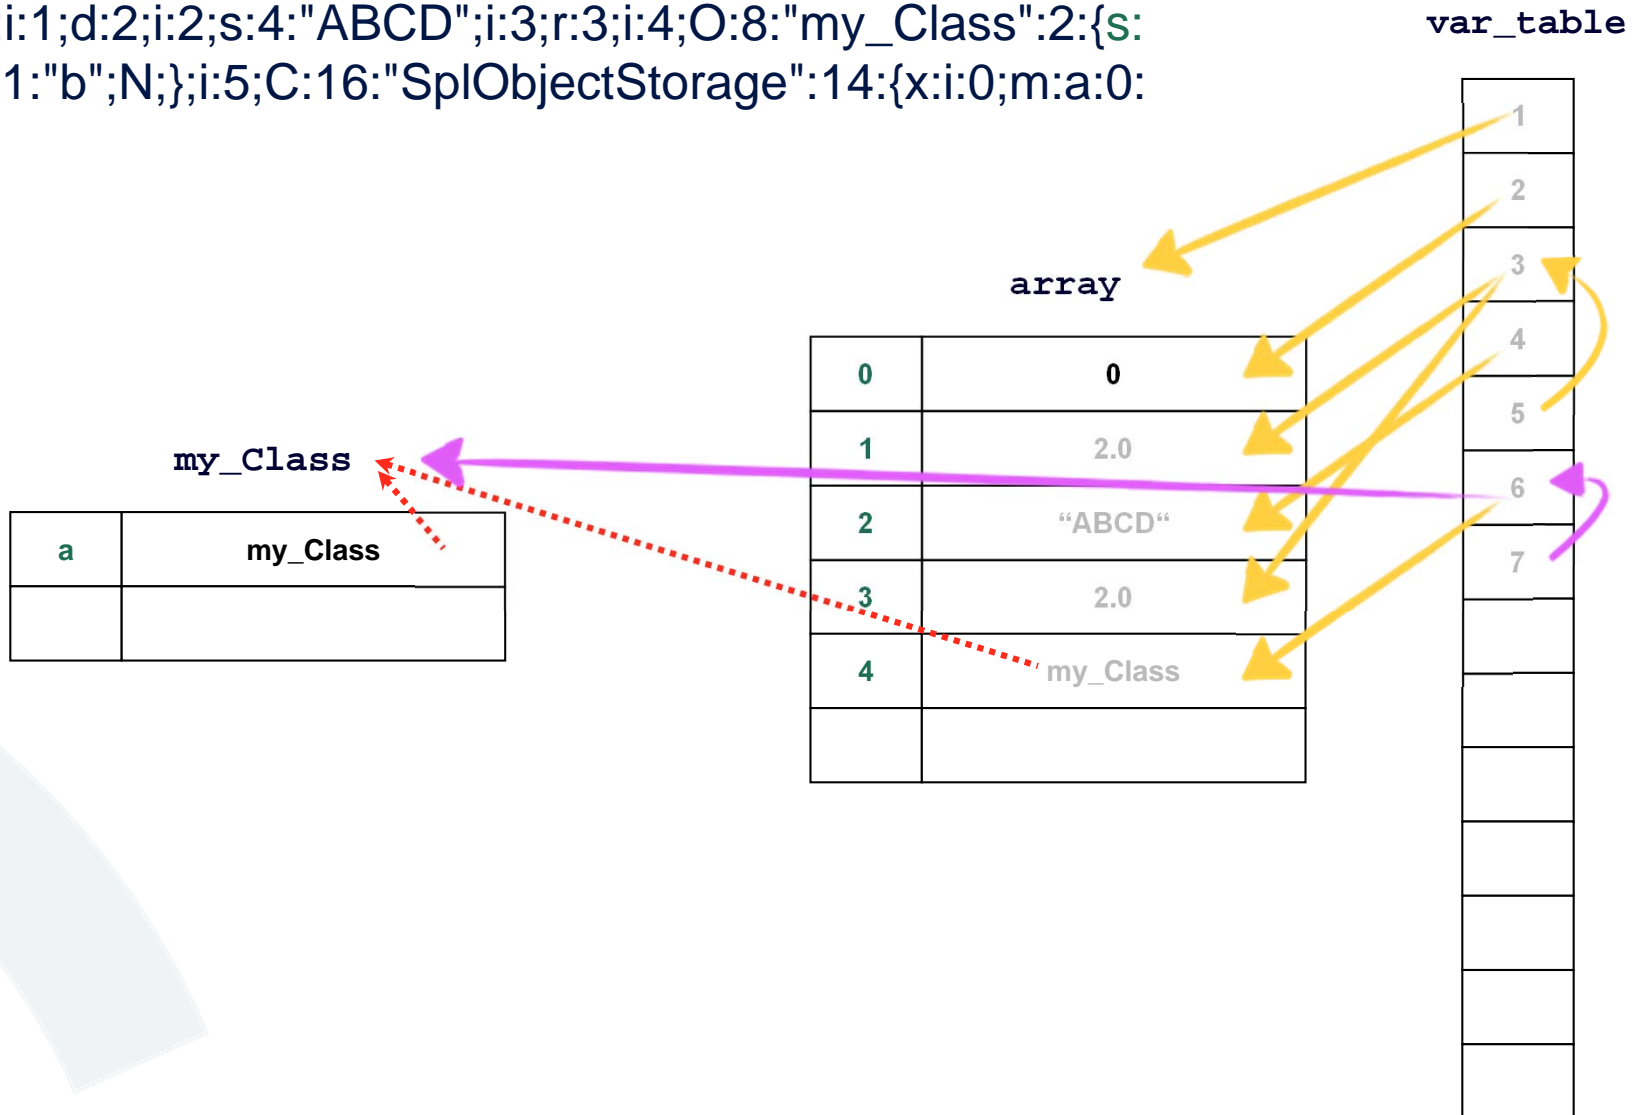 i:1;d:2;i:2;s:4:"ABCD";i:3;r:3;i:4;O:8:"my_Class":2:{s:
1:"b";N;};i:5;C:16:"SplObjectStorage":14:{x:i:0;m:a:0:
var_table
1
2
3
4
5
6
7
array
0 0
1 2.0
2 “ABCD“
3 2.0
4 my_Class
my_Class
a my_Class